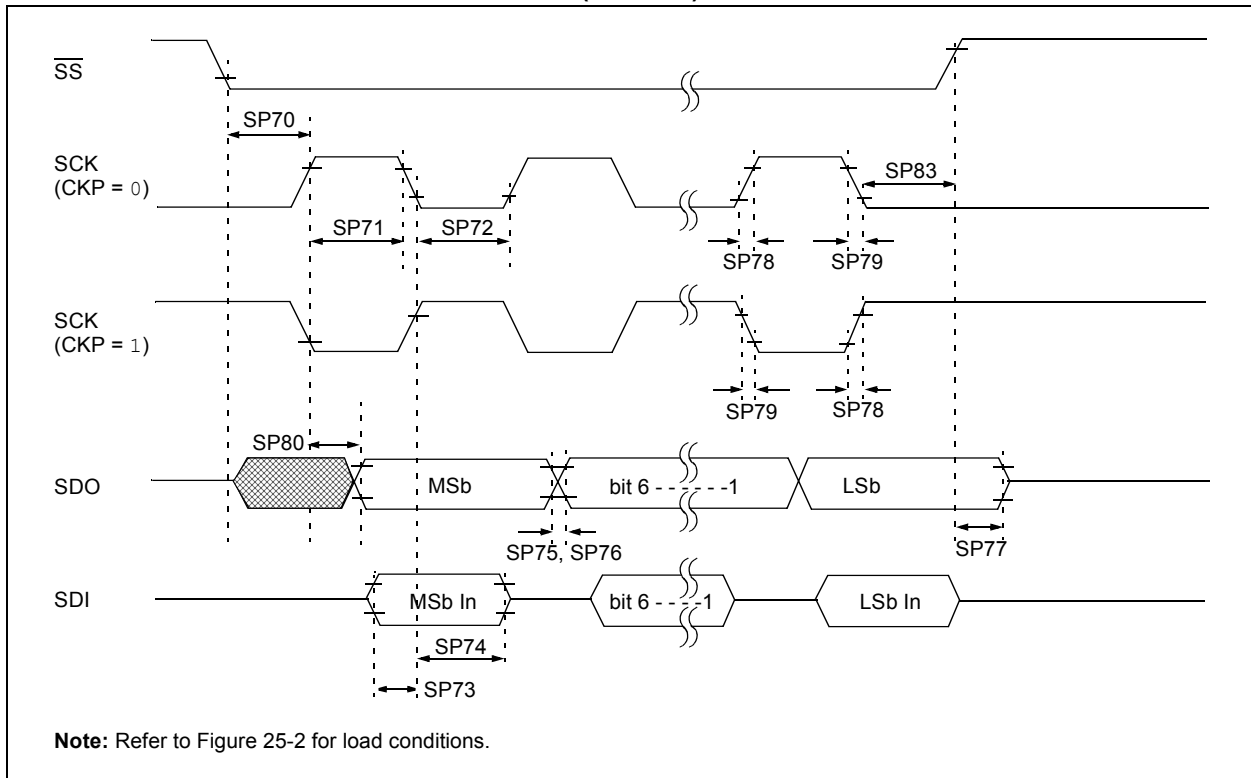 SS
SP70
SCK
(CKP = 0)
SP83
SP71
SP72
SP78
SP79
SCK
(CKP = 1)
SP79
SP78
SP80
SDO
MSb
bit 6 - - - - - -1
LSb
SP75, SP76
SP77
SDI
MSb In
bit 6 - - - -1
LSb In
SP74
SP73
Note: Refer to Figure 25-2 for load conditions.